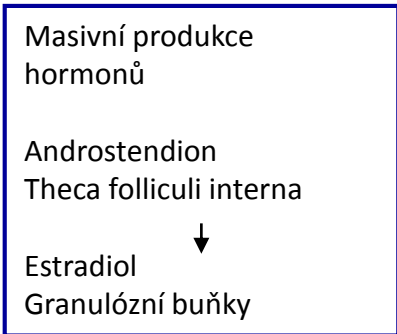 Masivní produkce
hormonů
Androstendion
Theca folliculi interna
Estradiol
Granulózní buňky